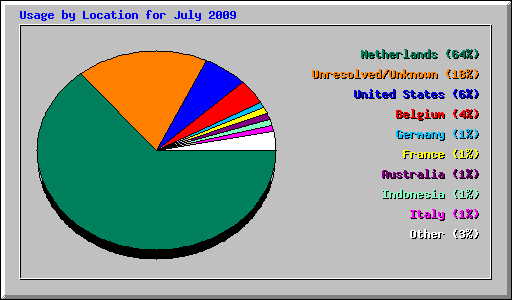 Usage by Location for July 2009
Netherlands (64%)
Unresolved/Unknown (18%)
United States (6%)
Belgium (4%)
Germany (1%)
France (1%)
Australia (1%)
Indonesia (1%)
Italy (1%)
Other (3%)